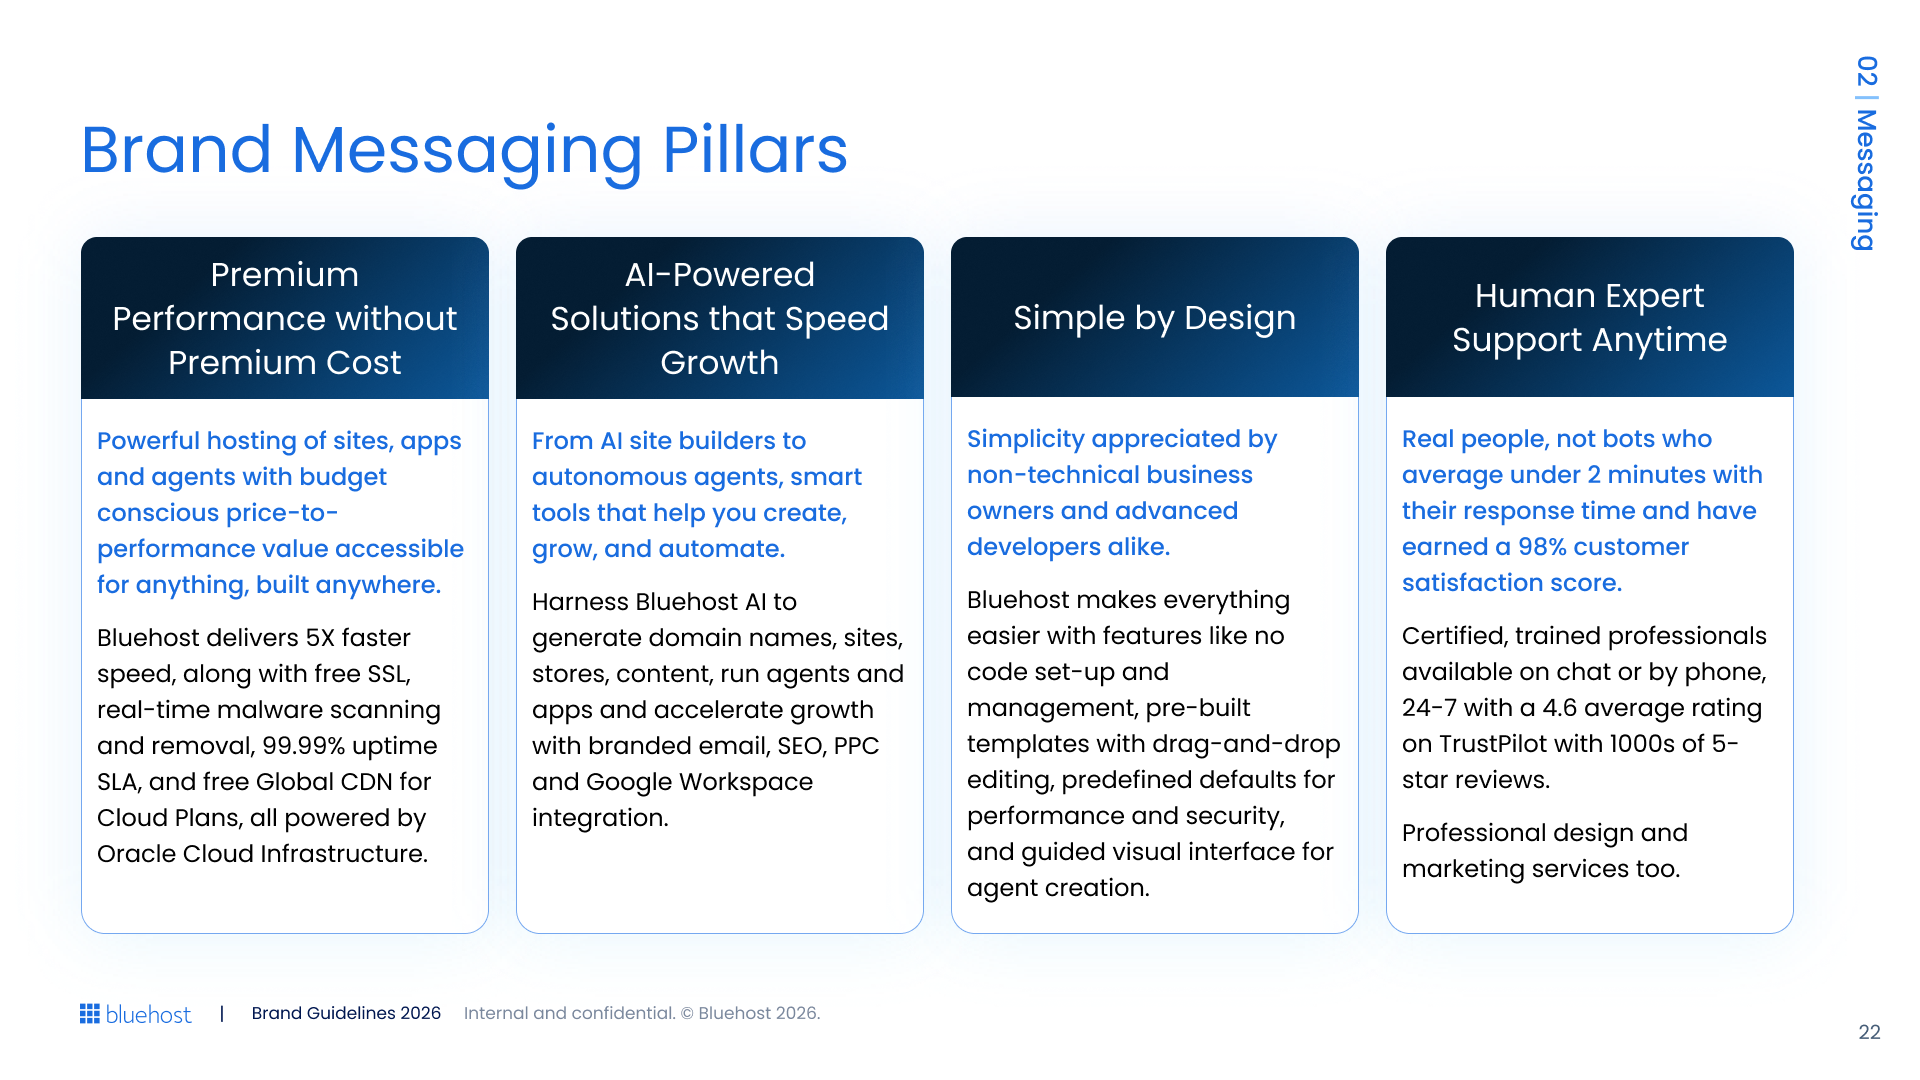 02 | Messaging
Brand Messaging Pillars
Premium
Performance without
Premium Cost
Powerful hosting of sites, apps
and agents with budget
conscious price-to-
performance value accessible
for anything, built anywhere.
Bluehost delivers 5X faster
speed, along with free SSL,
real-time malware scanning
and removal, 99.99% uptime
SLA, and free Global CDN for
Cloud Plans, all powered by
Oracle Cloud Infrastructure.
AI-Powered
Solutions that Speed
Growth
From AI site builders to
autonomous agents, smart
tools that help you create,
grow, and automate.
Harness Bluehost AI to
generate domain names, sites,
stores, content, run agents and
apps and accelerate growth
with branded email, SEO, PPC
and Google Workspace
integration.
Simple by Design
Simplicity appreciated by
non-technical business
owners and advanced
developers alike.
Bluehost makes everything
easier with features like no
code set-up and
management, pre-built
templates with drag-and-drop
editing, predefined defaults for
performance and security,
and guided visual interface for
agent creation.
Human Expert
Support Anytime
Real people, not bots who
average under 2 minutes with
their response time and have
earned a 98% customer
satisfaction score.
Certified, trained professionals
available on chat or by phone,
24-7 with a 4.6 average rating
on TrustPilot with 1000s of 5-
star reviews.
Professional design and
marketing services too.
bluehost | Brand Guidelines 2026 Internal and confidential. © Bluehost 2026.
22